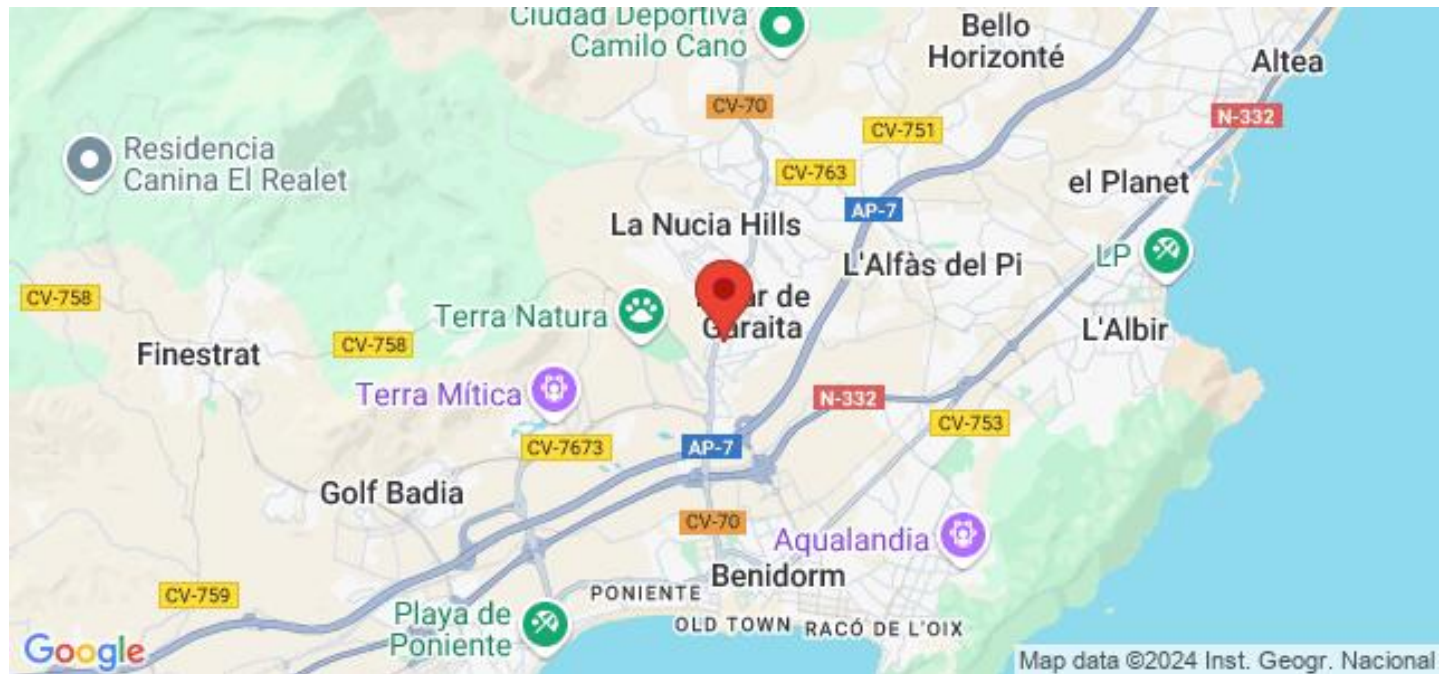 Ciudad Deportiva
Camilo Cano
Bello
Horizonté
Altea
CV-70
N-332
CV-751
Residencia
Canina El Realet
CV-763
el Planet
AP-7
La Nucia Hills
LP
L'Alfàs del Pi
CV-758
ar de
Garaita
Terra Natura
L'Albir
CV-758
Finestrat
Terra Mítica
N-332
CV-753
CV-7673
AP-7
Golf Badia
CV-70
Aqualandia
Benidorm
CV-759
PONIENTE
Playa de
Poniente
OLD TOWN
RACÓ DE L'OIX
Google
Map data ©2024 Inst. Geogr. Nacional